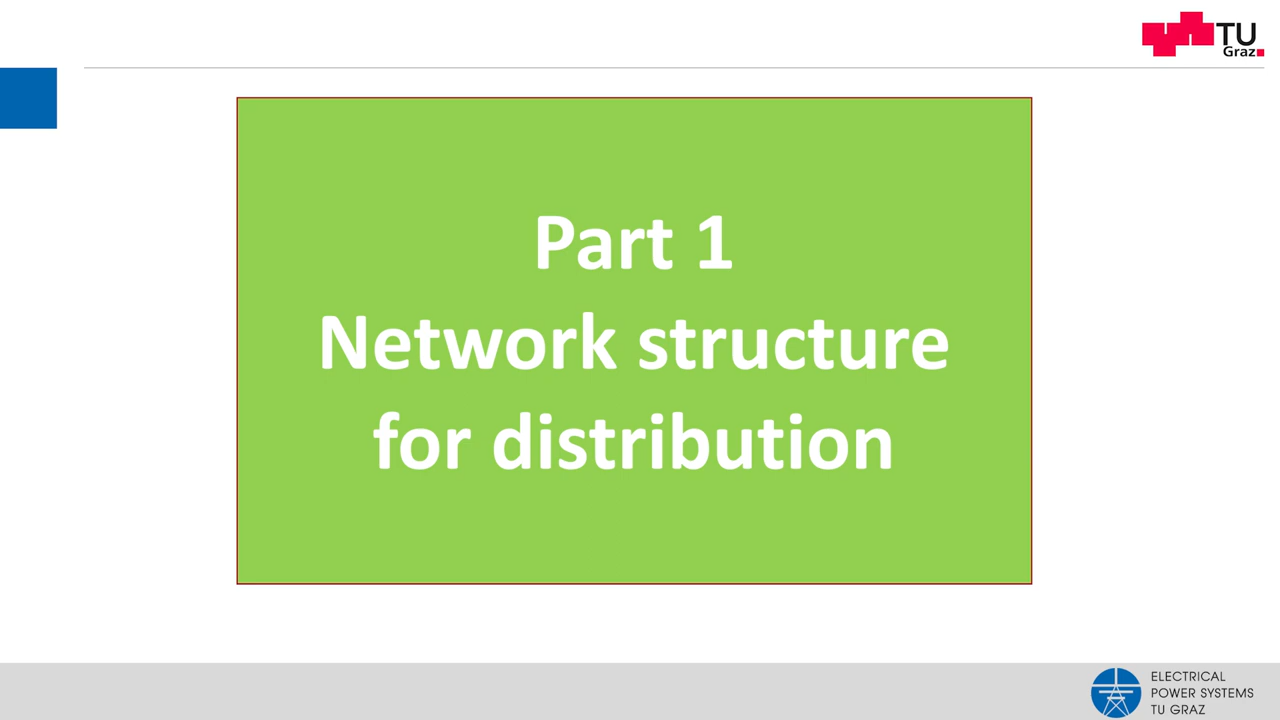 TU
Graz
Part 1
Network structure
for distribution
ELECTRICAL
POWER SYSTEMS
TU GRAZ